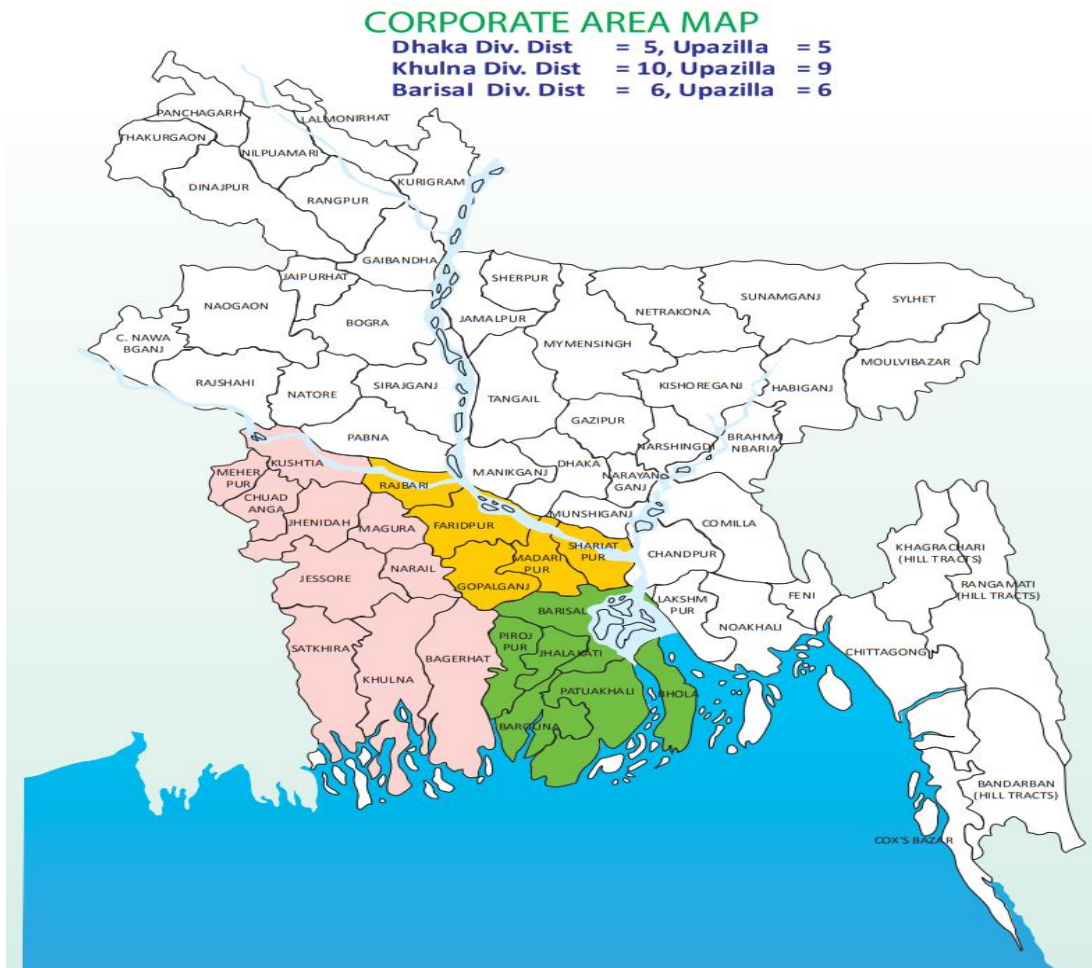 CORPORATE AREA MAP
Dhaka Div. Dist = 5, Upazilla = 5
Khulna Div. Dist = 10, Upazilla = 9
Barisal Div. Dist = 6, Upazilla = 6
PANCHAGARH
LALMONIRHAT
THAKURGAON
NILPUAMARI
KURIGRAM
DINAJPUR
RANGPUR
GAIBANDHA
JAIPURHAT
SHERPUR
NAOGAON
BOGRA
JAMALPUR
NETRAKONA
SUNAMGANJ
SYLHET
C. NAWA
BGANJ
MYMENSINGH
MOULVIBAZAR
RAJSHAHI
NATORE
SIRAJGANJ
TANGAIL
KISHOREGANJ
HABIGANJ
GAZIPUR
PABNA
NARSHINGDI
BRAHMA
NBARIA
KUSHTIA
MEHER
PUR
RAJBARI
MANIKGANJ
DHAKA
NARAYAN
GANJ
CHUAD
ANGA
JHENIDAH
MAGURA
FARIDPUR
MUNSHIGANJ
COMILLA
SHARIAT
PUR
CHANDPUR
MADARI
PUR
KHAGRACHARI
(HILL TRACTS)
JESSORE
NARAIL
GOPALGANJ
RANGAMATI
(HILL TRACTS)
BARISAL
LAKSHM
PUR
FENI
NOAKHALI
SATKHIRA
KHULNA
BAGERHAT
PIROJ
PUR
JHALAKATI
CHITTAGONG
PATUAKHALI
BHOLA
BAROUNA
BANDARBAN
(HILL TRACTS)
COX'S BAZAR